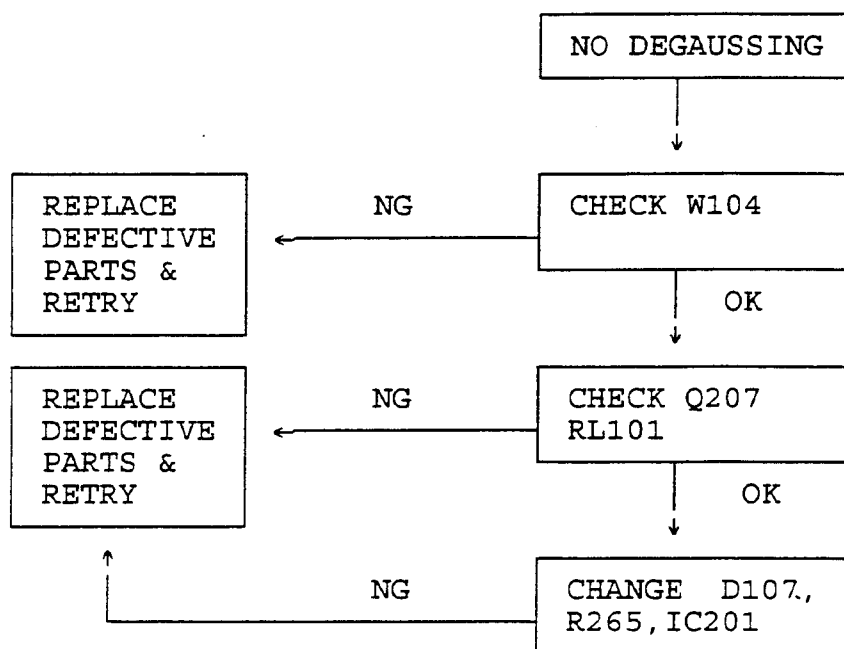 NO DEGAUSSING
REPLACE
DEFECTIVE
PARTS &
RETRY
NG
CHECK W104
OK
REPLACE
DEFECTIVE
PARTS &
RETRY
NG
CHECK Q207
RL101
OK
NG
CHANGE D107,
R265,IC201